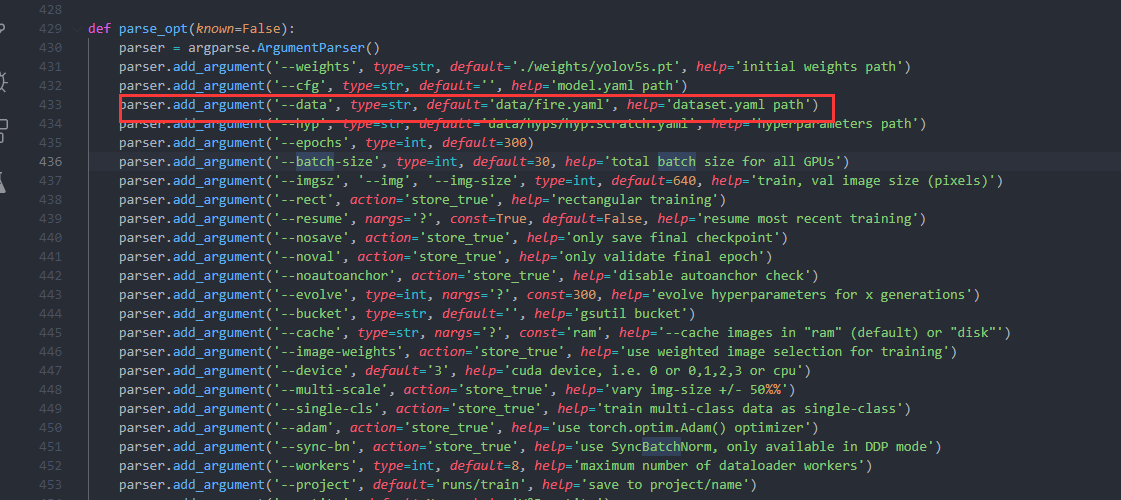 428
429 def parse_opt(known=False):
430 parser = argparse.ArgumentParser()
431 parser.add_argument('--weights', type=str, default='./weights/yolov5s.pt', help='initial weights path')
432 parser.add_argument('--cfg', type=str, default='', help='model.yaml path')
433 parser.add_argument('--data', type=str, default='data/fire.yaml', help='dataset.yaml path')
434 parser.add_argument('--hyp', type=str, default='data/hyps/hyp.scratch.yaml', help='hyperparameters path')
435 parser.add_argument('--epochs', type=int, default=300)
436 parser.add_argument('--batch-size', type=int, default=30, help='total batch size for all GPUs')
437 parser.add_argument('--imgsz', '--img', '--img-size', type=int, default=640, help='train, val image size (pixels)')
438 parser.add_argument('--rect', action='store_true', help='rectangular training')
439 parser.add_argument('--resume', nargs='?', const=True, default=False, help='resume most recent training')
440 parser.add_argument('--nosave', action='store_true', help='only save final checkpoint')
441 parser.add_argument('--noval', action='store_true', help='only validate final epoch')
442 parser.add_argument('--noautoanchor', action='store_true', help='disable autoanchor check')
443 parser.add_argument('--evolve', type=int, nargs='?', const=300, help='evolve hyperparameters for x generations')
444 parser.add_argument('--bucket', type=str, default='', help='gsutil bucket')
445 parser.add_argument('--cache', type=str, nargs='?', const='ram', help='--cache images in "ram" (default) or "disk"')
446 parser.add_argument('--image-weights', action='store_true', help='use weighted image selection for training')
447 parser.add_argument('--device', default='3', help='cuda device, i.e. 0 or 0,1,2,3 or cpu')
448 parser.add_argument('--multi-scale', action='store_true', help='vary img-size +/- 50%%')
449 parser.add_argument('--single-cls', action='store_true', help='train multi-class data as single-class')
450 parser.add_argument('--adam', action='store_true', help='use torch.optim.Adam() optimizer')
451 parser.add_argument('--sync-bn', action='store_true', help='use SyncBatchNorm, only available in DDP mode')
452 parser.add_argument('--workers', type=int, default=8, help='maximum number of dataloader workers')
453 parser.add_argument('--project', default='runs/train', help='save to project/name')